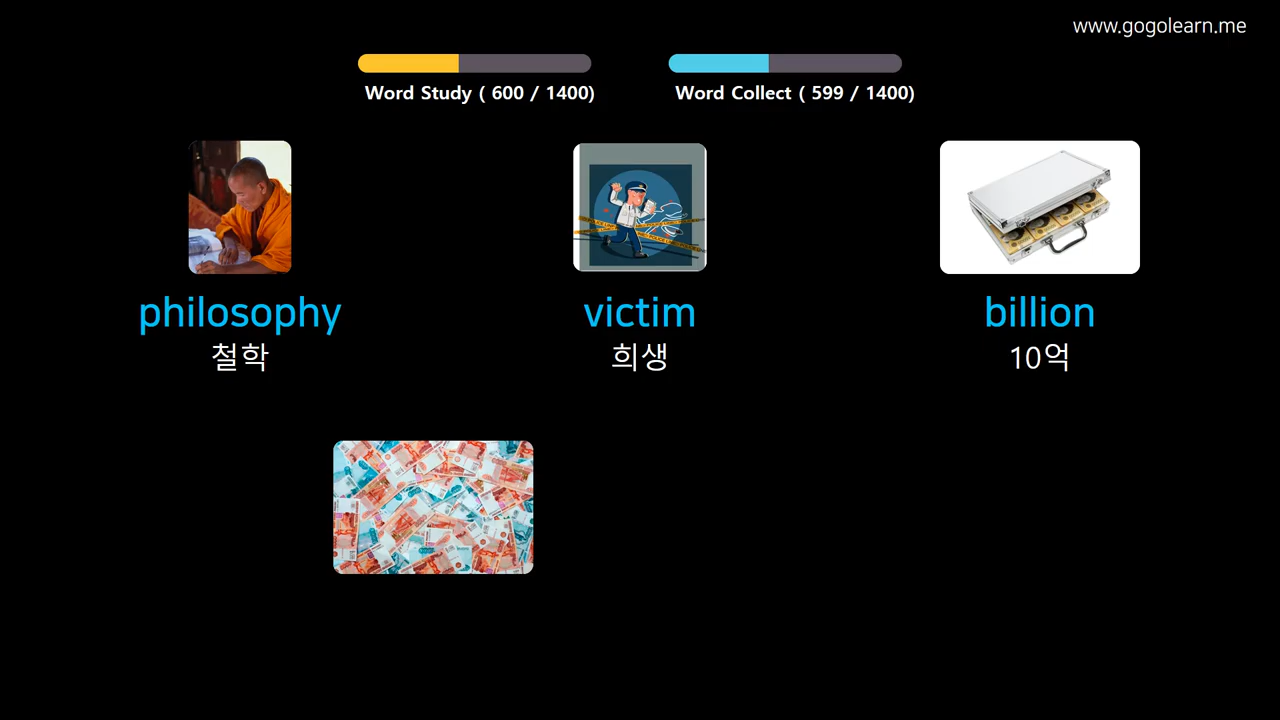 www.gogolearn.me
Word Study ( 600 / 1400)
Word Collect ( 599 / 1400)
philosophy
철학
victim
희생
billion
10억